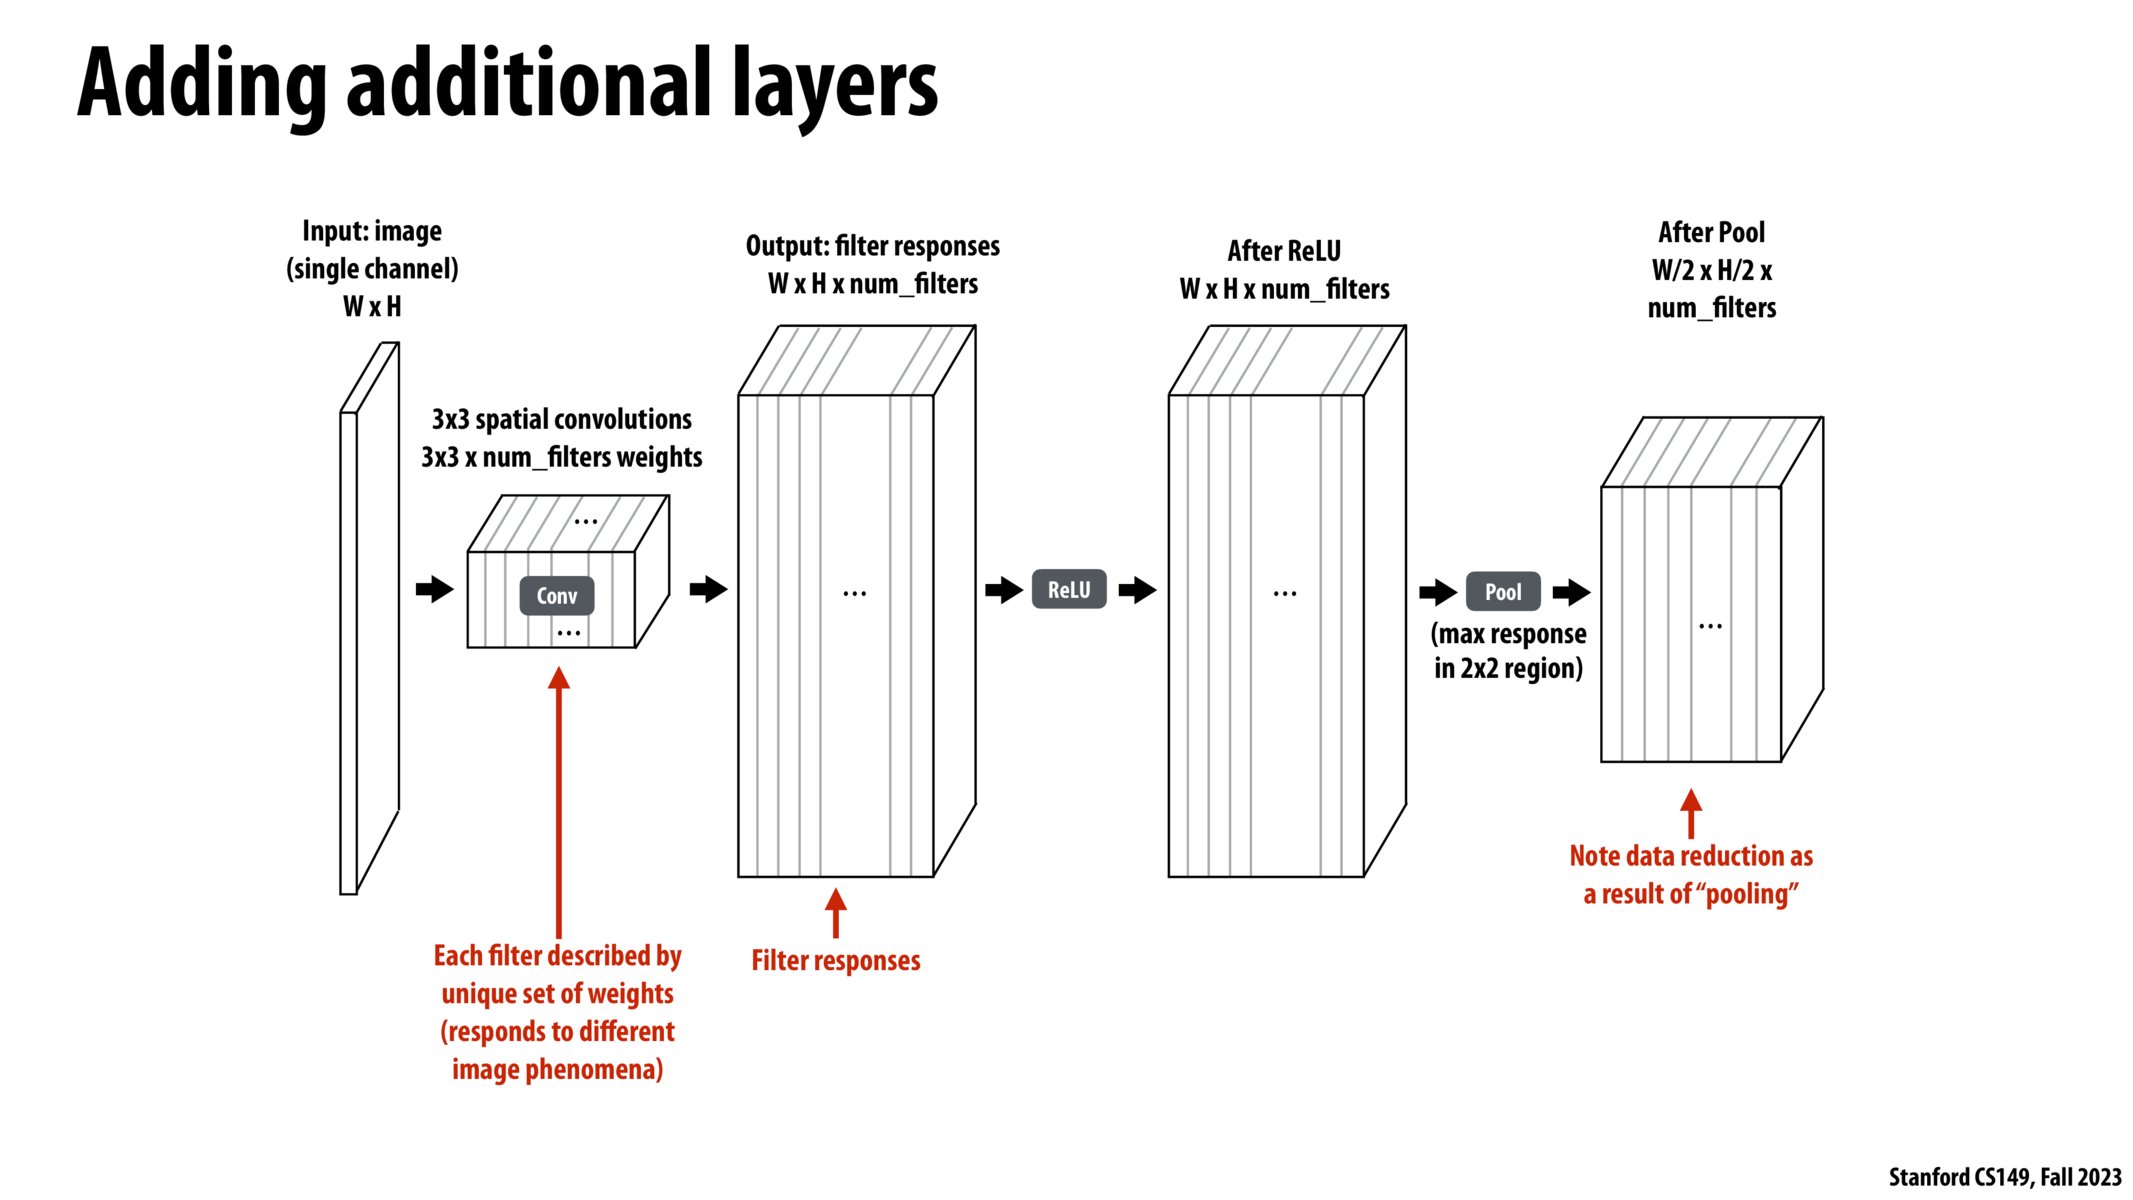 Adding additional layers
Input: image
(single channel)
W x H
3x3 spatial convolutions
3x3 x num_filters weights
...
Conv
...
Each filter described by
unique set of weights
(responds to different
image phenomena)
Output: filter responses
W x H x num_filters
...
Filter responses
ReLU
After ReLU
W x H x num_filters
...
Pool
(max response
in 2x2 region)
After Pool
W/2 x H/2 x
num_filters
...
Note data reduction as
a result of “pooling”
Stanford CS149, Fall 2023